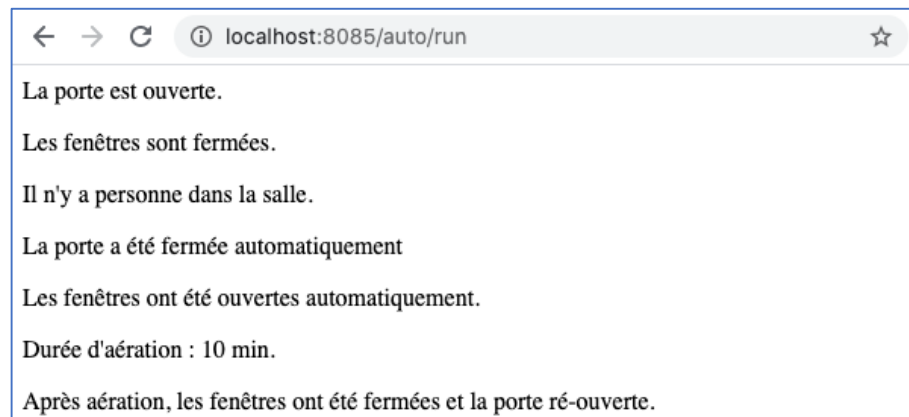 localhost:8085/auto/run
La porte est ouverte.
Les fenêtres sont fermées.
Il n'y a personne dans la salle.
La porte a été fermée automatiquement
Les fenêtres ont été ouvertes automatiquement.
Durée d'aération : 10 min.
Après aération, les fenêtres ont été fermées et la porte ré-ouverte.